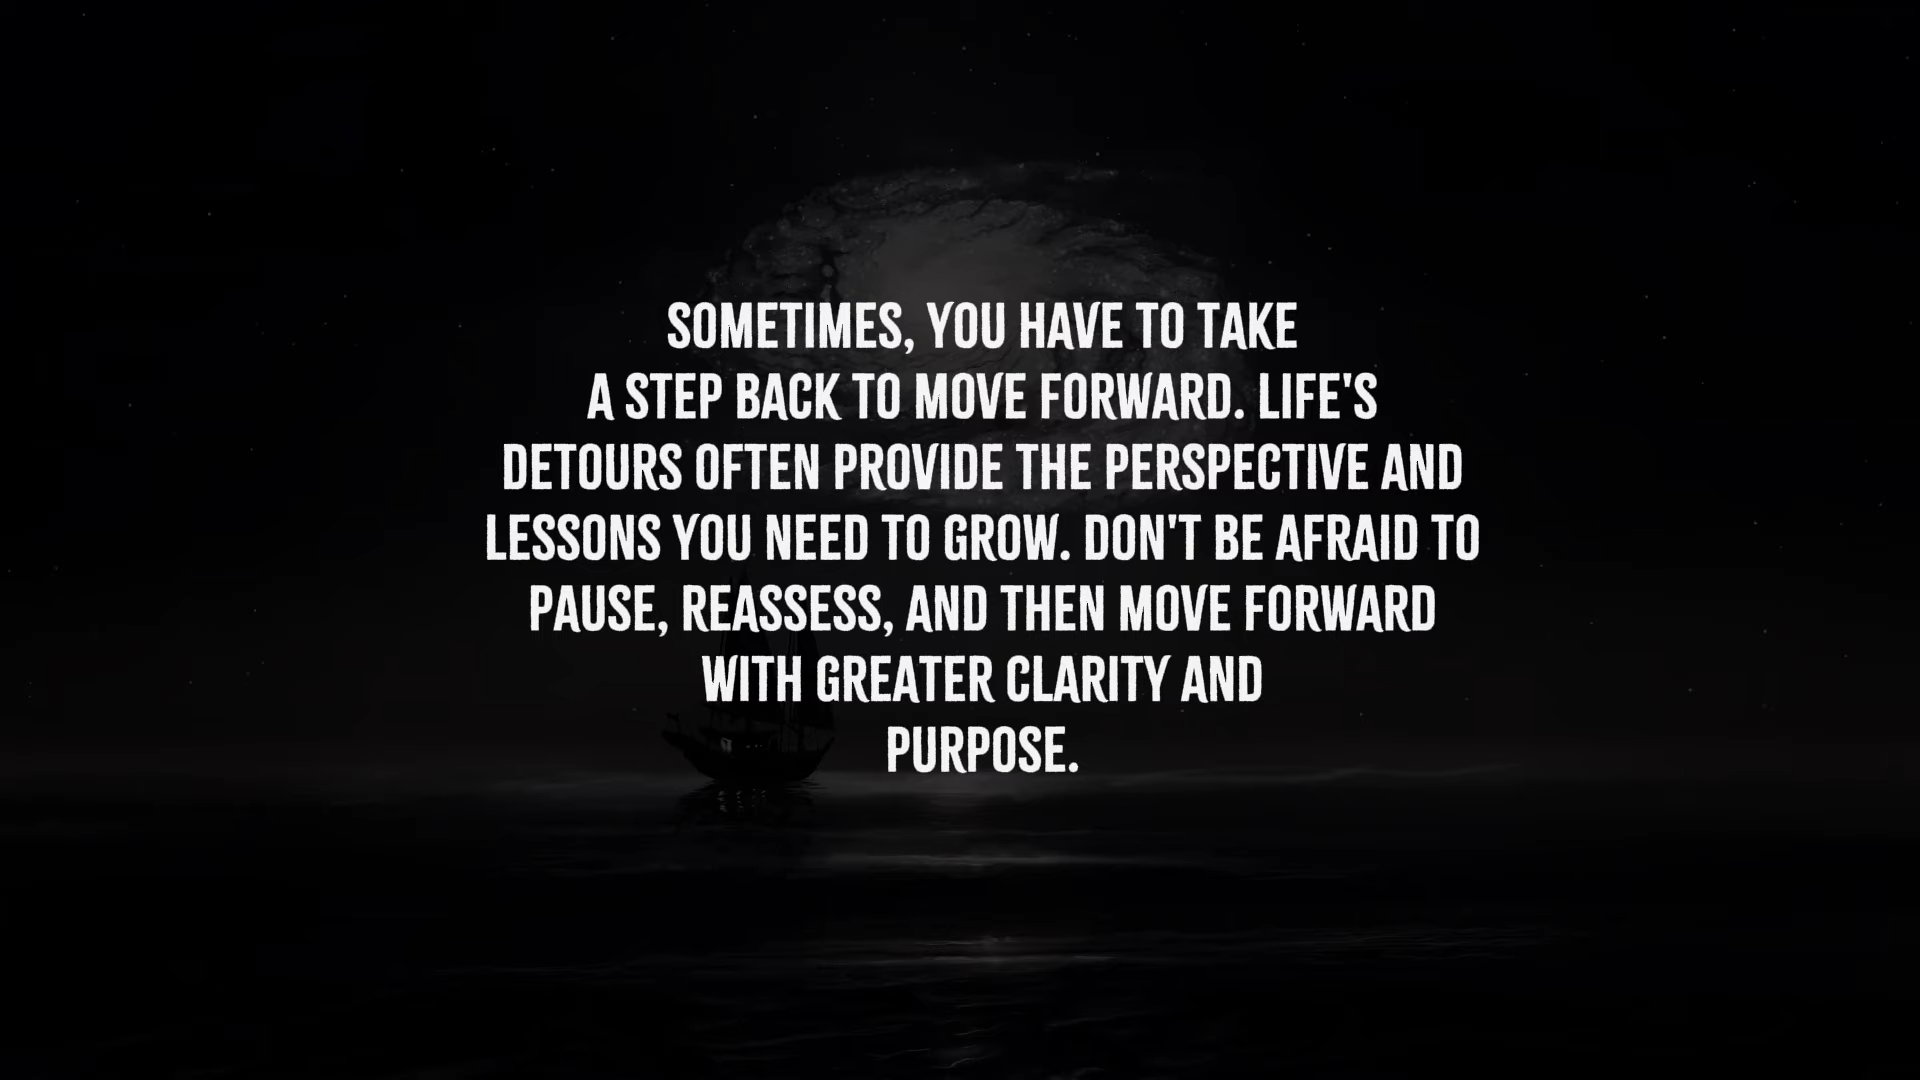 SOMETIMES, YOU HAVE TO TAKE
A STEP BACK TO MOVE FORWARD. LIFE'S
DETOURS OFTEN PROVIDE THE PERSPECTIVE AND
LESSONS YOU NEED TO GROW. DON'T BE AFRAID TO
PAUSE, REASSESS, AND THEN MOVE FORWARD
WITH GREATER CLARITY AND
PURPOSE.